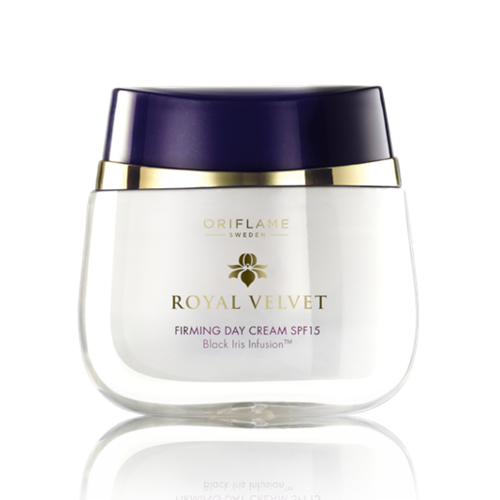 ORIFLAME
SWEDEN
ROYAL VELVET
FIRMING DAY CREAM SPF15
Black Iris Infusion™